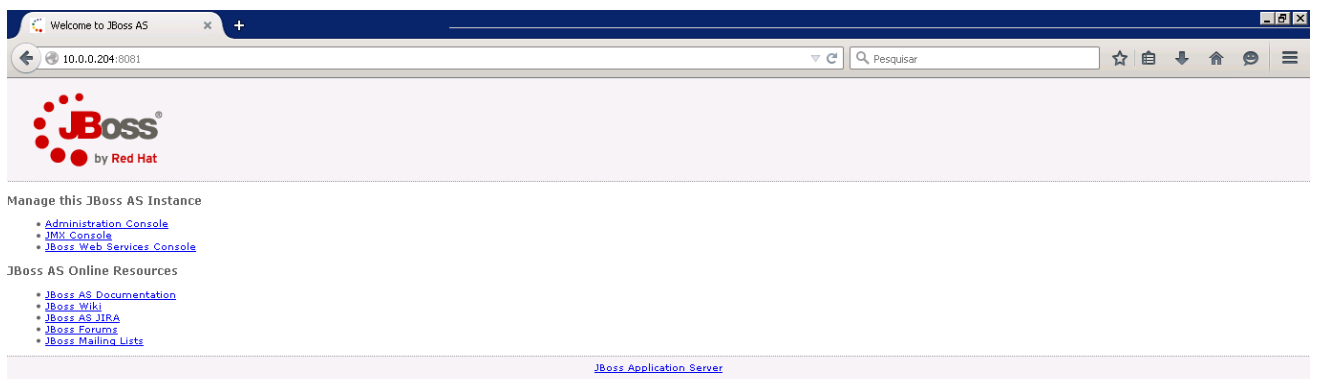 Welcome to JBoss AS
10.0.0.204:8081
Pesquisar
JBoss®
by Red Hat
Manage this JBoss AS Instance
Administration Console
JMX Console
JBoss Web Services Console
JBoss AS Online Resources
JBoss AS Documentation
JBoss Wiki
JBoss AS JIRA
JBoss Forums
JBoss Mailing Lists
JBoss Application Server